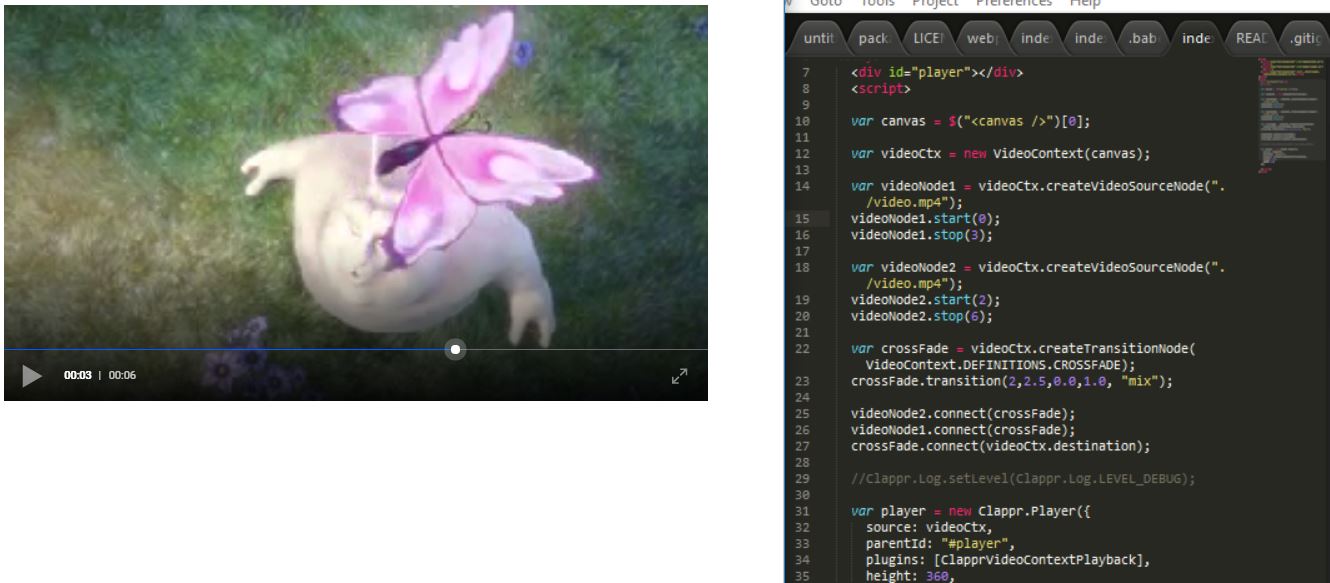 00:03 | 00:06
Goto Tools Project Preferences Help
untit pack LICEN web inde inde .bab inde READ .gitig
7 <div id="player"></div>
8 <script>
9
10 var canvas = $("<canvas />")[0];
11
12 var videoCtx = new VideoContext(canvas);
13
14 var videoNode1 = videoCtx.createVideoSourceNode(".
/video.mp4");
15 videoNode1.start(0);
16 videoNode1.stop(3);
17
18 var videoNode2 = videoCtx.createVideoSourceNode(".
/video.mp4");
19 videoNode2.start(2);
20 videoNode2.stop(6);
21
22 var crossFade = videoCtx.createTransitionNode(
VideoContext.DEFINITIONS.CROSSFADE);
23 crossFade.transition(2,2.5,0.0,1.0, "mix");
24
25 videoNode2.connect(crossFade);
26 videoNode1.connect(crossFade);
27 crossFade.connect(videoCtx.destination);
28
29 //Clappr.Log.setLevel(Clappr.Log.LEVEL_DEBUG);
30
31 var player = new Clappr.Player({
32 source: videoCtx,
33 parentId: "#player",
34 plugins: [ClapprVideoContextPlayback],
35 height: 360,